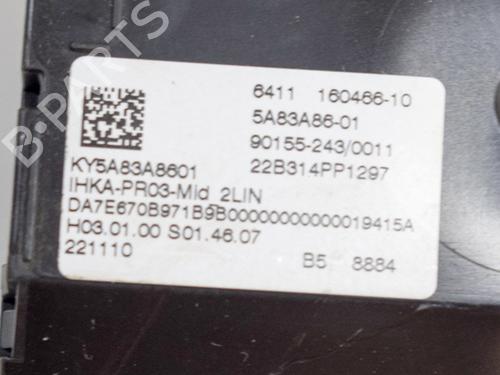 6411 160466-10
5A83A86-01
90155-243/0011
KY5A83A8601 22B314PP1297
IHKA-PR03-Mid_2LIN
DA7E670B971B9B00000000000019415A
H03.01.00 S01.46.07
221110 B5 8884
B-PARTS